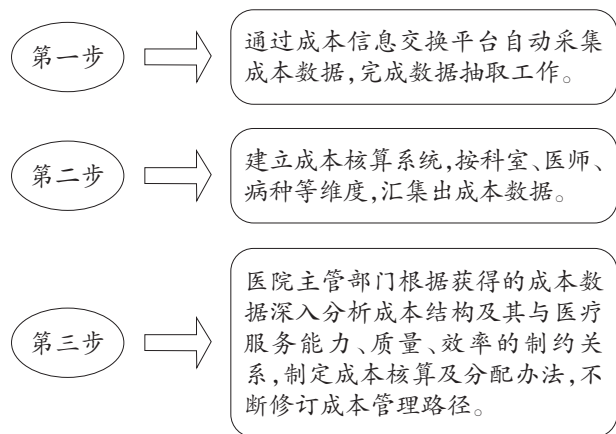 第一步
通过成本信息交换平台自动采集
成本数据,完成数据抽取工作。
第二步
建立成本核算系统,按科室、医师、
病种等维度,汇集出成本数据。
第三步
医院主管部门根据获得的成本数
据深入分析成本结构及其与医疗
服务能力、质量、效率的制约关
系,制定成本核算及分配办法,不
断修订成本管理路径。